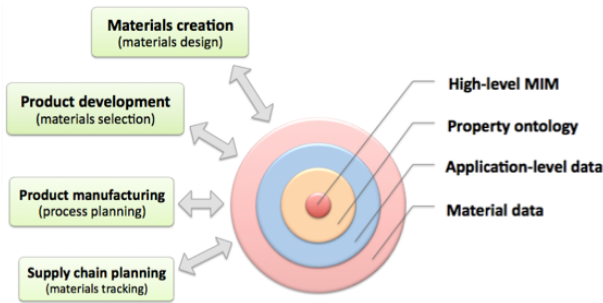 Materials creation
(materials design)
Product development
(materials selection)
Product manufacturing
(process planning)
Supply chain planning
(materials tracking)
High-level MIM
Property ontology
Application-level data
Material data